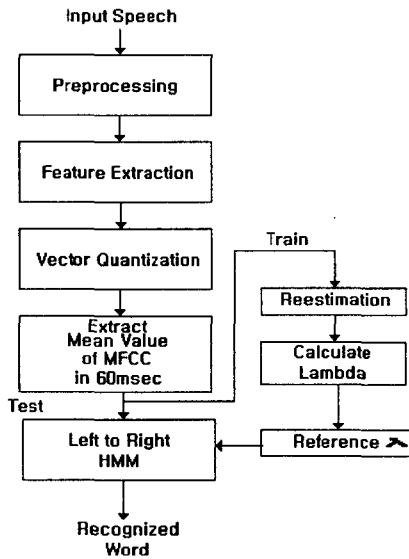 Input Speech
Preprocessing
Feature Extraction
Vector Quantization
Extract
Mean Value
of MFCC
in 60msec
Train
Reestimation
Calculate
Lambda
Reference
Test
Left to Right
HMM
Recognized
Word